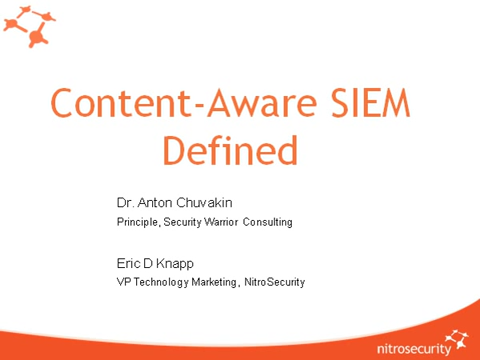 Content-Aware SIEM
Defined
Dr. Anton Chuvakin
Principle, Security Warrior Consulting
Eric D Knapp
VP Technology Marketing, NitroSecurity
nitrosecurity